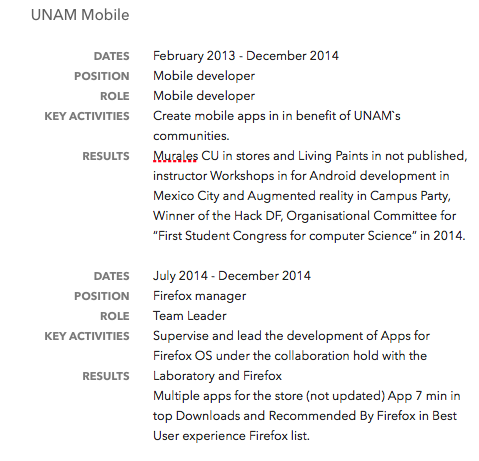 UNAM Mobile
DATES February 2013 - December 2014
POSITION Mobile developer
ROLE Mobile developer
KEY ACTIVITIES Create mobile apps in in benefit of UNAM`s
communities.
RESULTS Murales CU in stores and Living Paints in not published,
instructor Workshops in for Android development in
Mexico City and Augmented reality in Campus Party,
Winner of the Hack DF, Organisational Committee for
“First Student Congress for computer Science” in 2014.
DATES July 2014 - December 2014
POSITION Firefox manager
ROLE Team Leader
KEY ACTIVITIES Supervise and lead the development of Apps for
Firefox OS under the collaboration hold with the
RESULTS Laboratory and Firefox
Multiple apps for the store (not updated) App 7 min in
top Downloads and Recommended By Firefox in Best
User experience Firefox list.